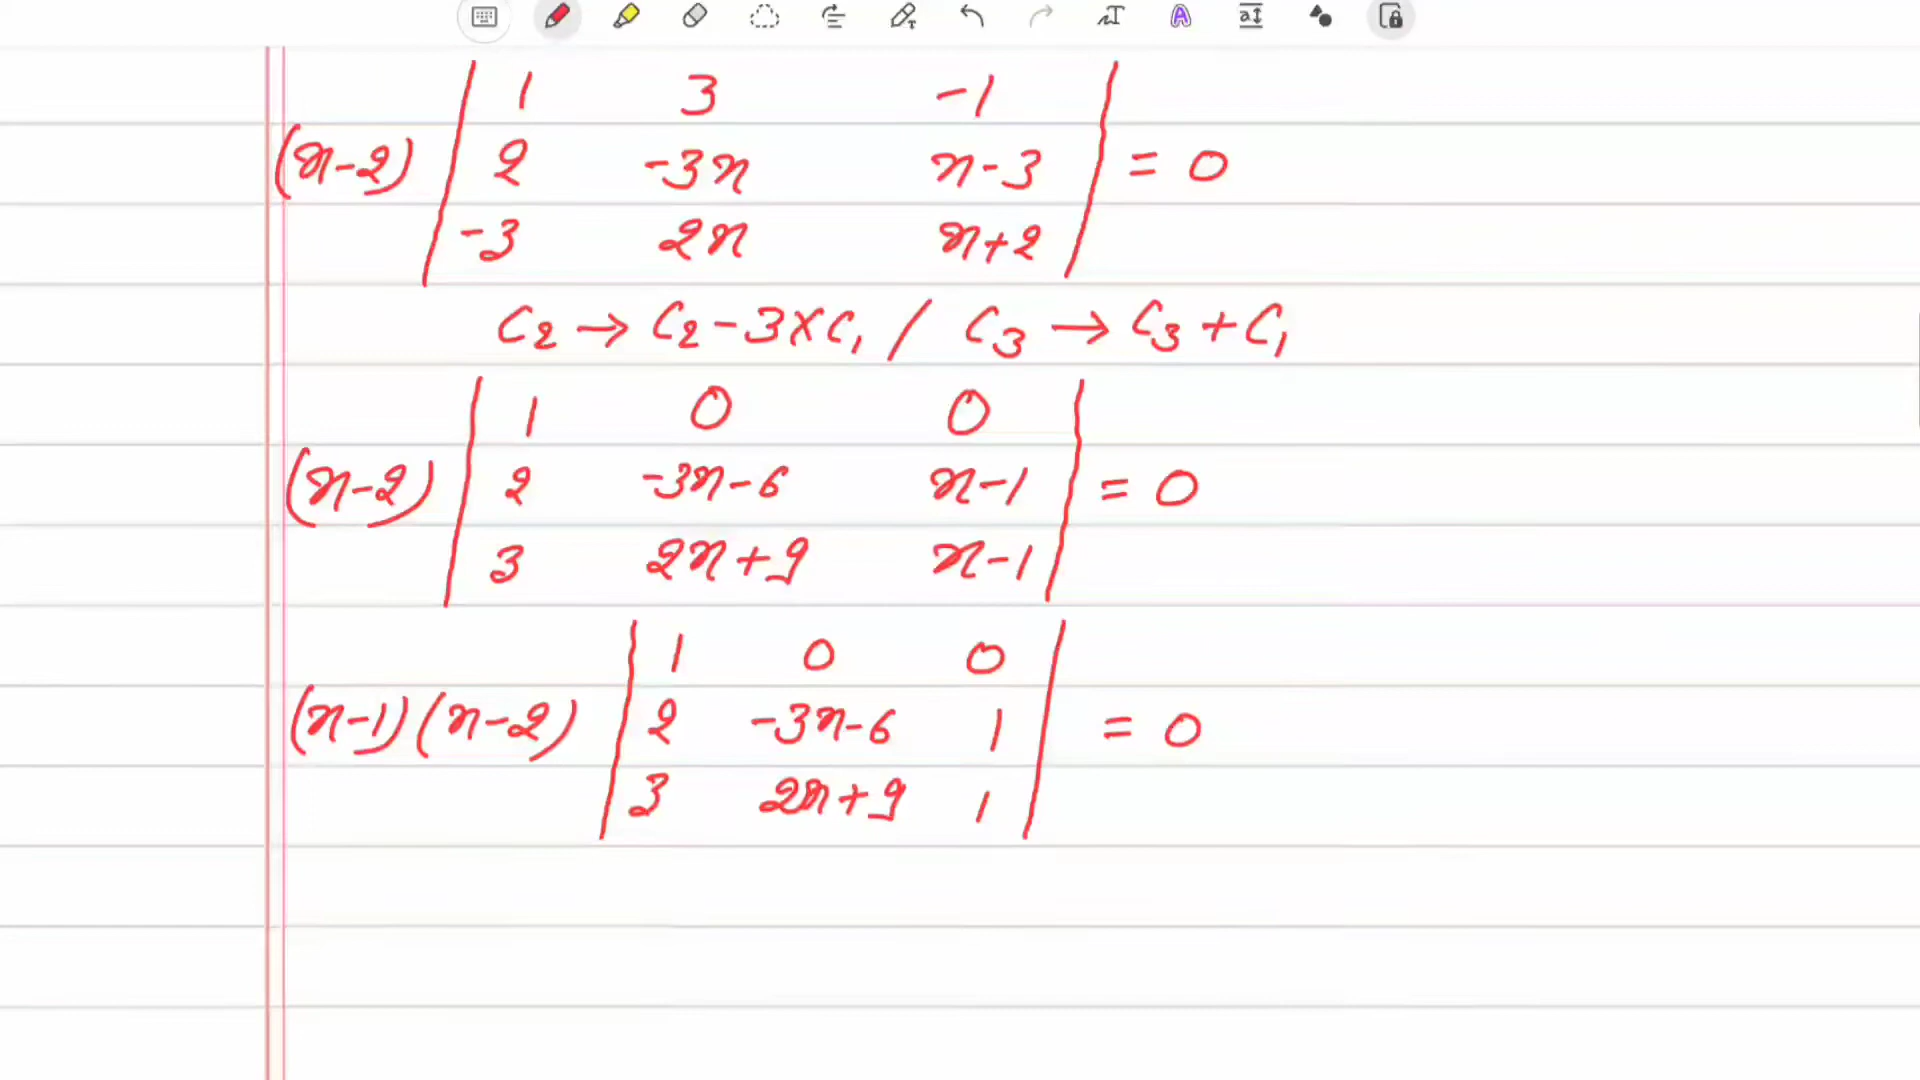 | 1 3 -1 |
(x-2) | 2 -3x x-3 | = 0
| -3 2x x+2 |
C₂ → C₂ - 3×C₁ / C₃ → C₃ + C₁
| 1 0 0 |
(x-2) | 2 -3x-6 x-1 | = 0
| 3 2x+9 x-1 |
| 1 0 0 |
(x-1)(x-2) | 2 -3x-6 1 | = 0
| 3 2x+9 1 |